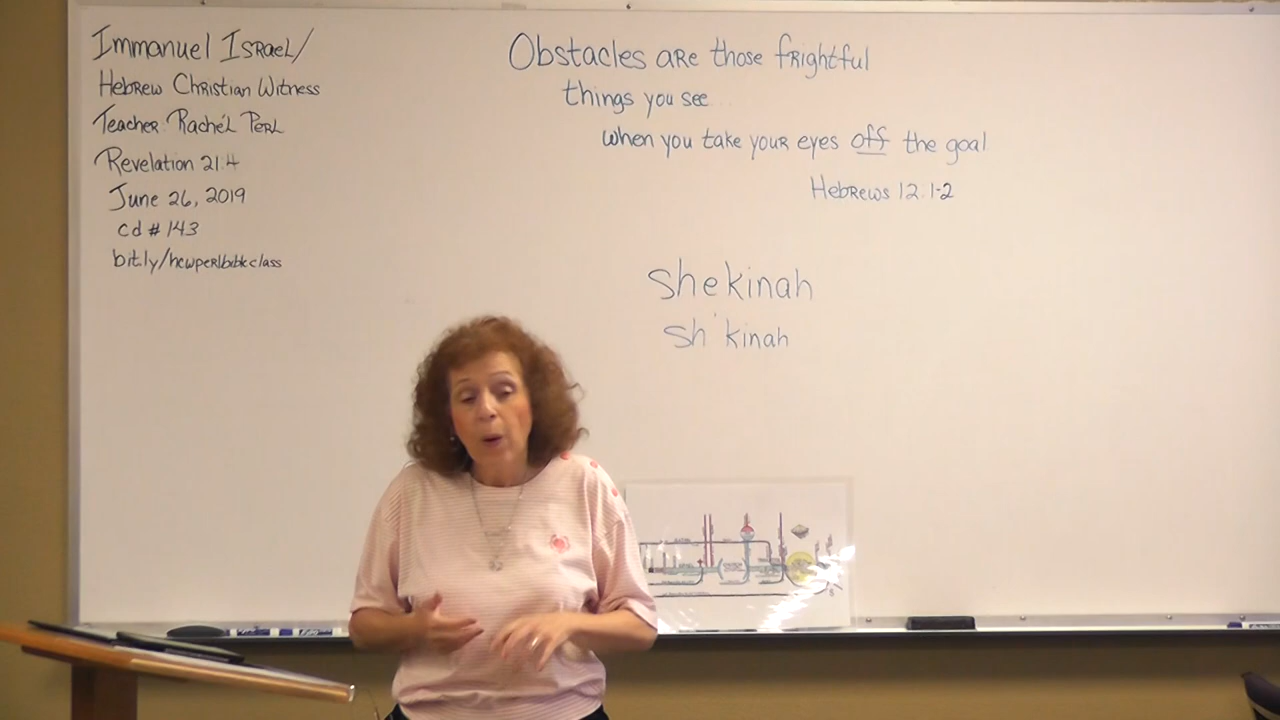 Immanuel Israel/
Hebrew Christian Witness
Teacher: Rachél Perl
Revelation 21:4
June 26, 2019
cd # 143
bit.ly/hcwperlbibleclass
Obstacles are those frightful
things you see...
when you take your eyes off the goal
Hebrews 12:1-2
shekinah
sh'kinah